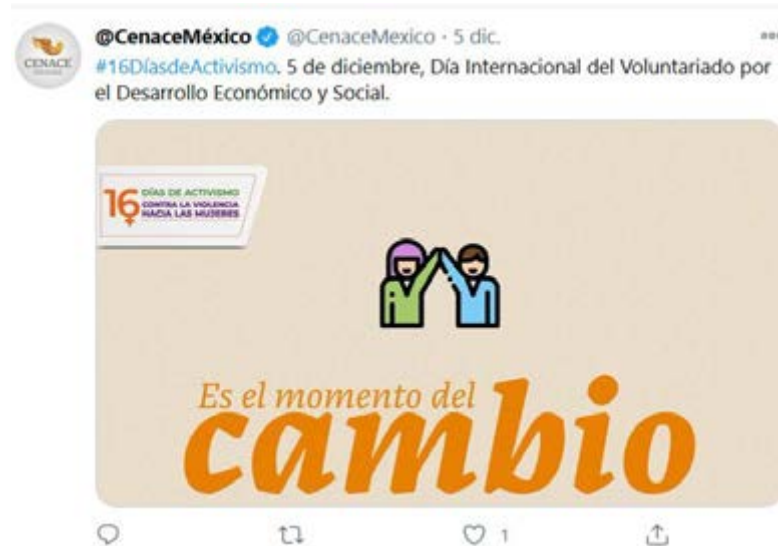 @CenaceMéxico @CenaceMexico · 5 dic.
CENACE
#16DíasdeActivismo. 5 de diciembre, Día Internacional del Voluntariado por
el Desarrollo Económico y Social.
16 DÍAS DE ACTIVISMO
CONTRA LA VIOLENCIA
HACIA LAS MUJERES
Es el momento del
cambio
1